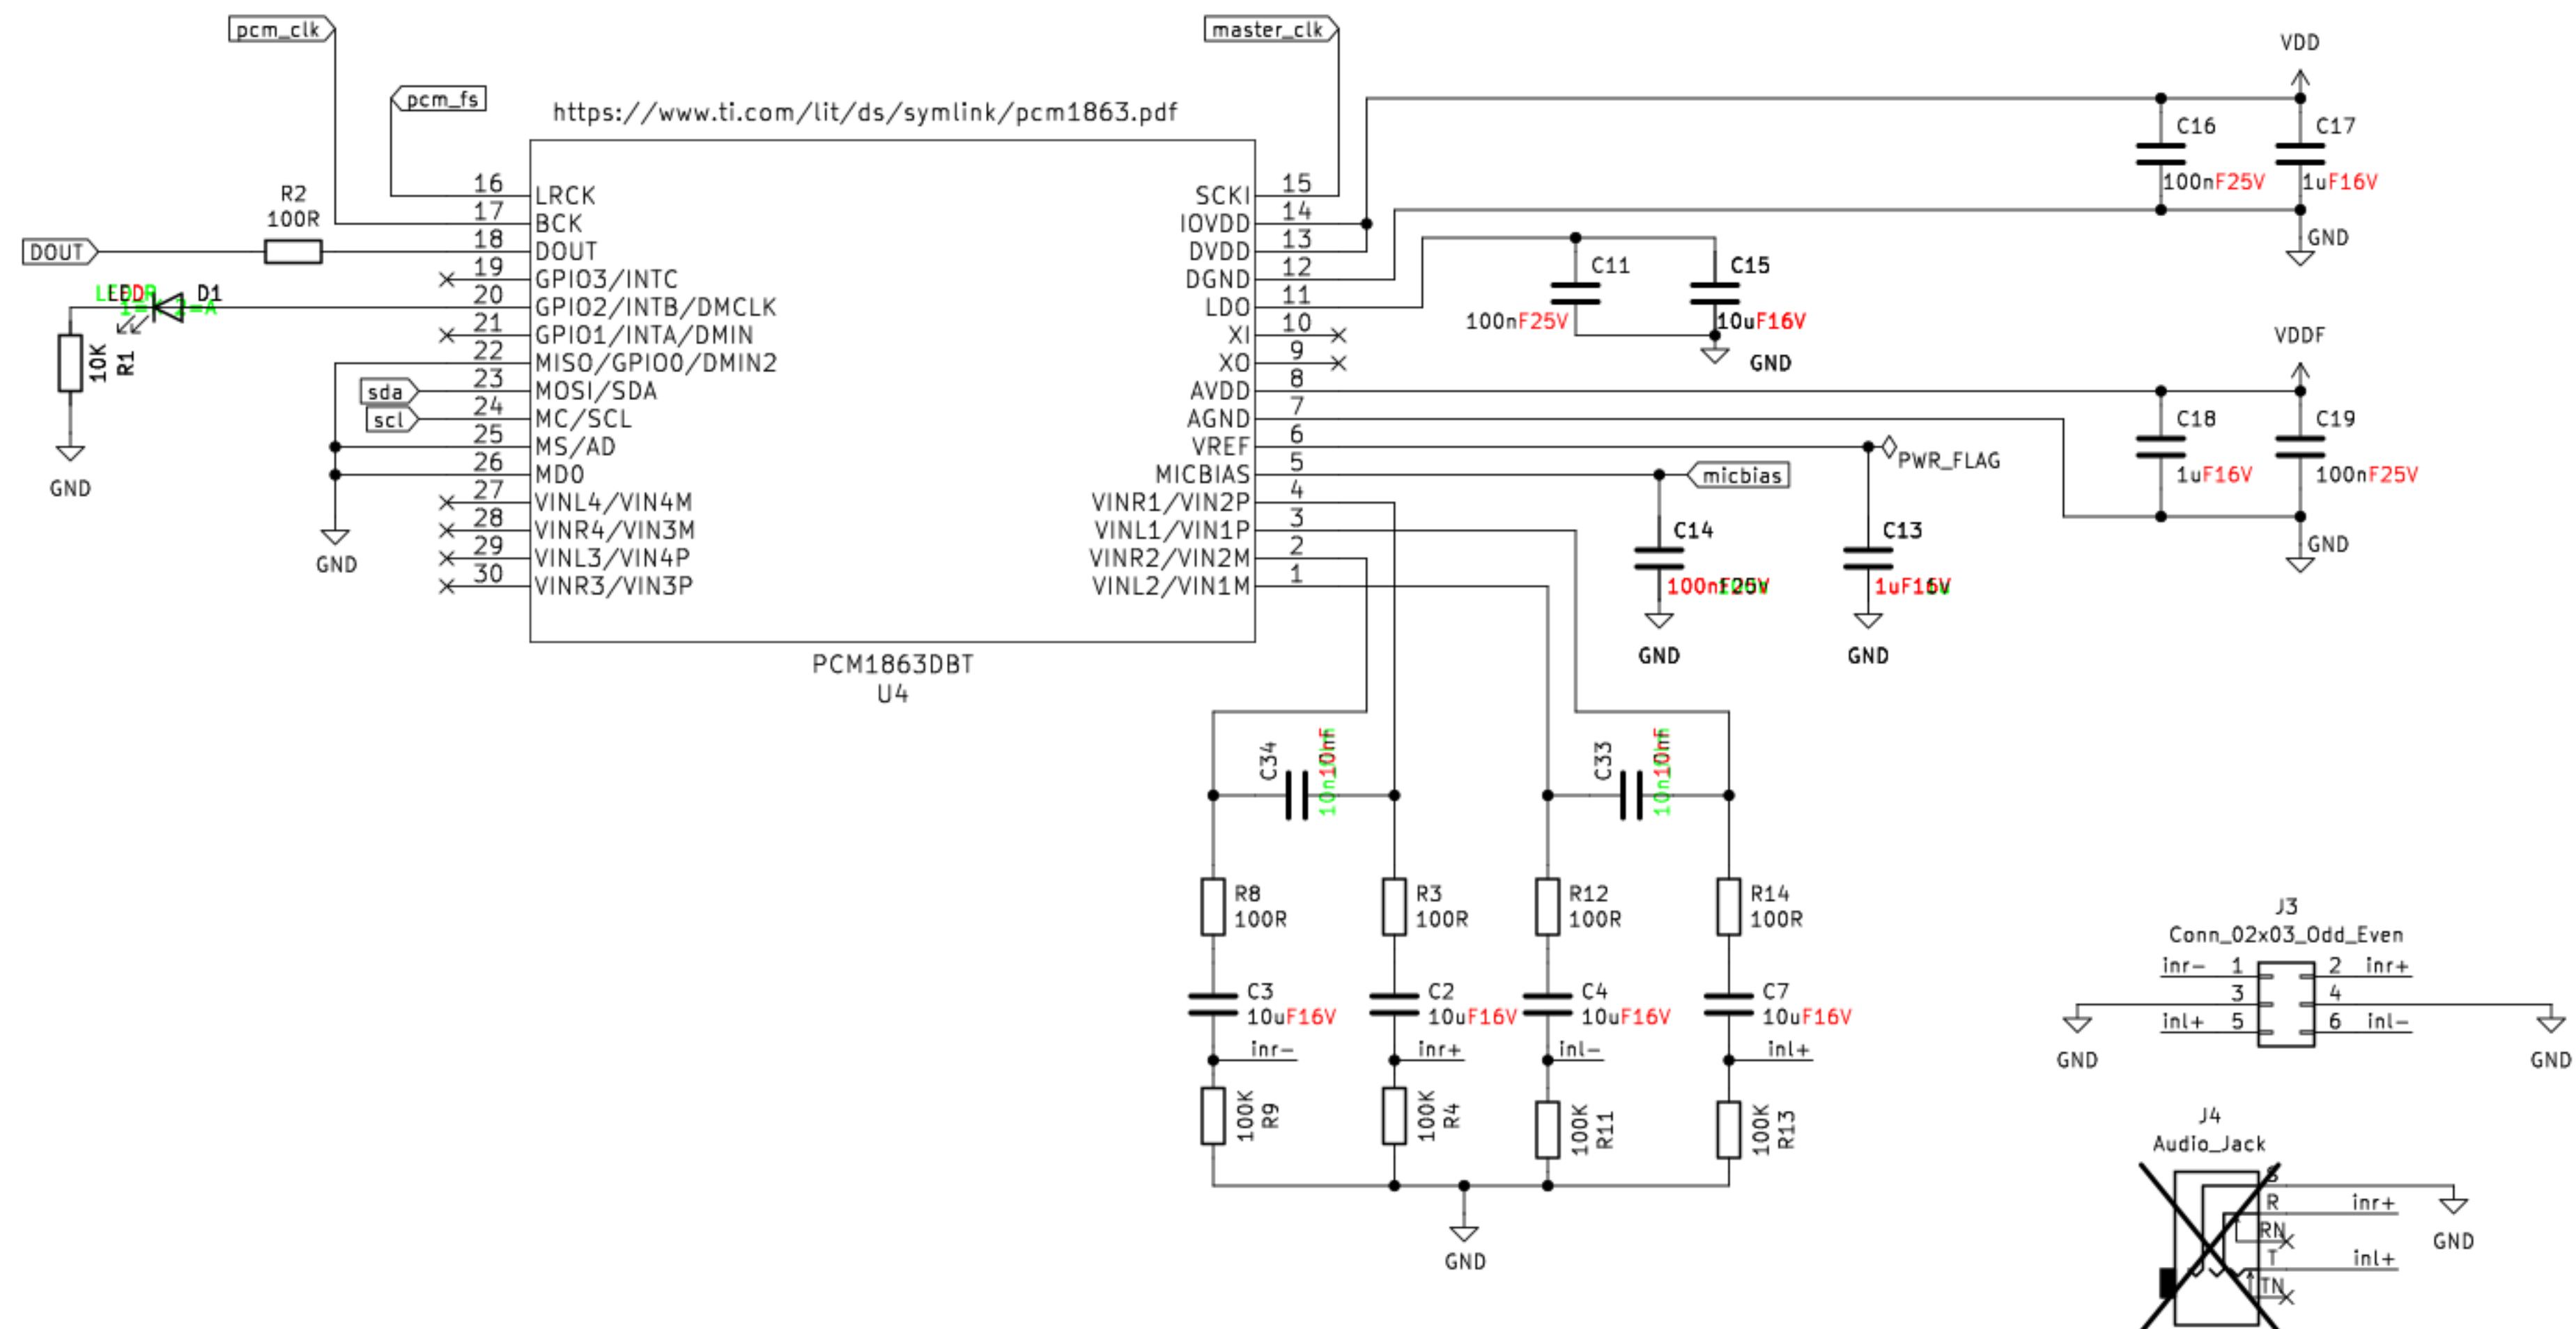 pcm_clk
master_clk
VDD
pcm_fs
https://www.ti.com/lit/ds/symlink/pcm1863.pdf
C16
C17
100nF25V
1uF16V
GND
R2
100R
DOUT
16 LRCK
17 BCK
18 DOUT
19 GPIO3/INTC
20 GPIO2/INTB/DMCLK
21 GPIO1/INTA/DMIN
22 MISO/GPIO0/DMIN2
23 MOSI/SDA
24 MC/SCL
25 MS/AD
26 MD0
27 VINL4/VIN4M
28 VINR4/VIN3M
29 VINL3/VIN4P
30 VINR3/VIN3P
SCKI 15
IOVDD 14
DVDD 13
DGND 12
LDO 11
XI 10
XO 9
AVDD 8
AGND 7
VREF 6
MICBIAS 5
VINR1/VIN2P 4
VINL1/VIN1P 3
VINR2/VIN2M 2
VINL2/VIN1M 1
D1
10K
R1
GND
sda
scl
GND
C11
C15
100nF25V
10uF16V
GND
VDDF
C18
C19
1uF16V
100nF25V
GND
PWR_FLAG
micbias
C14
C13
GND
GND
PCM1863DBT
U4
C34
C33
R8
100R
R3
100R
R12
100R
R14
100R
C3
10uF16V
C2
10uF16V
C4
10uF16V
C7
10uF16V
inr-
inr+
inl-
inl+
100K
R9
100K
R4
100K
R11
100K
R13
GND
J3
Conn_02x03_Odd_Even
inr- 1 2 inr+
3 4
inl+ 5 6 inl-
GND
GND
J4
Audio_Jack
S
R inr+
RN
GND
T inl+
TN